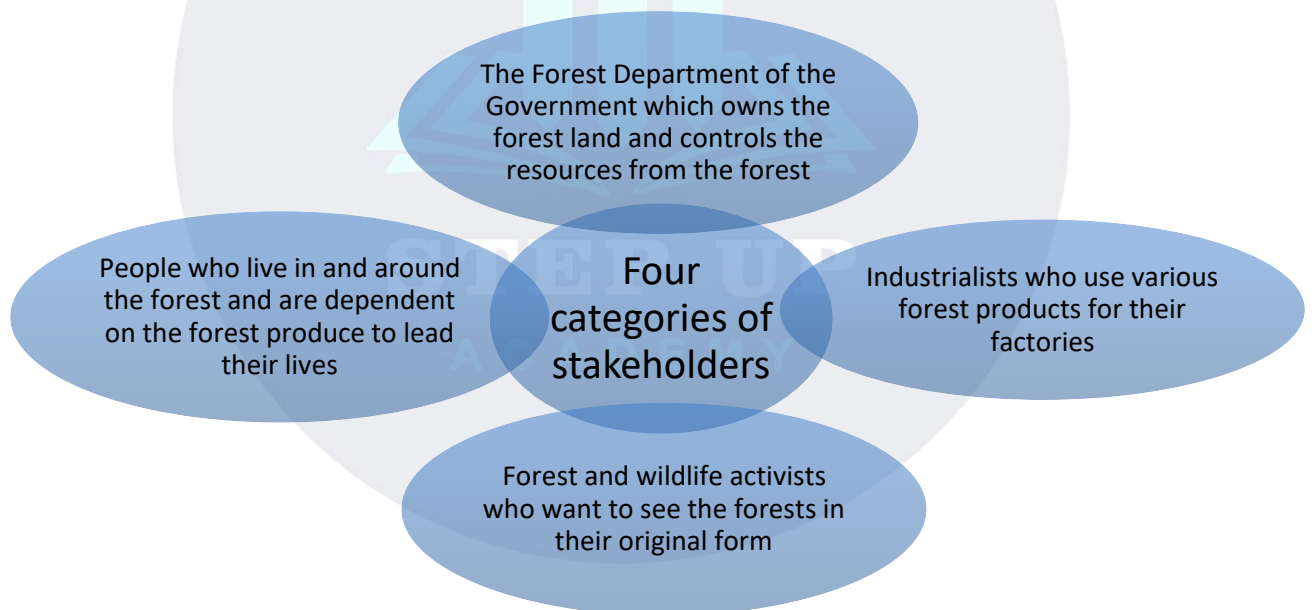 The Forest Department of the
Government which owns the
forest land and controls the
resources from the forest
People who live in and around
the forest and are dependent
on the forest produce to lead
their lives
Four
categories of
stakeholders
Industrialists who use various
forest products for their
factories
Forest and wildlife activists
who want to see the forests in
their original form
STEP UP
ACADEMY